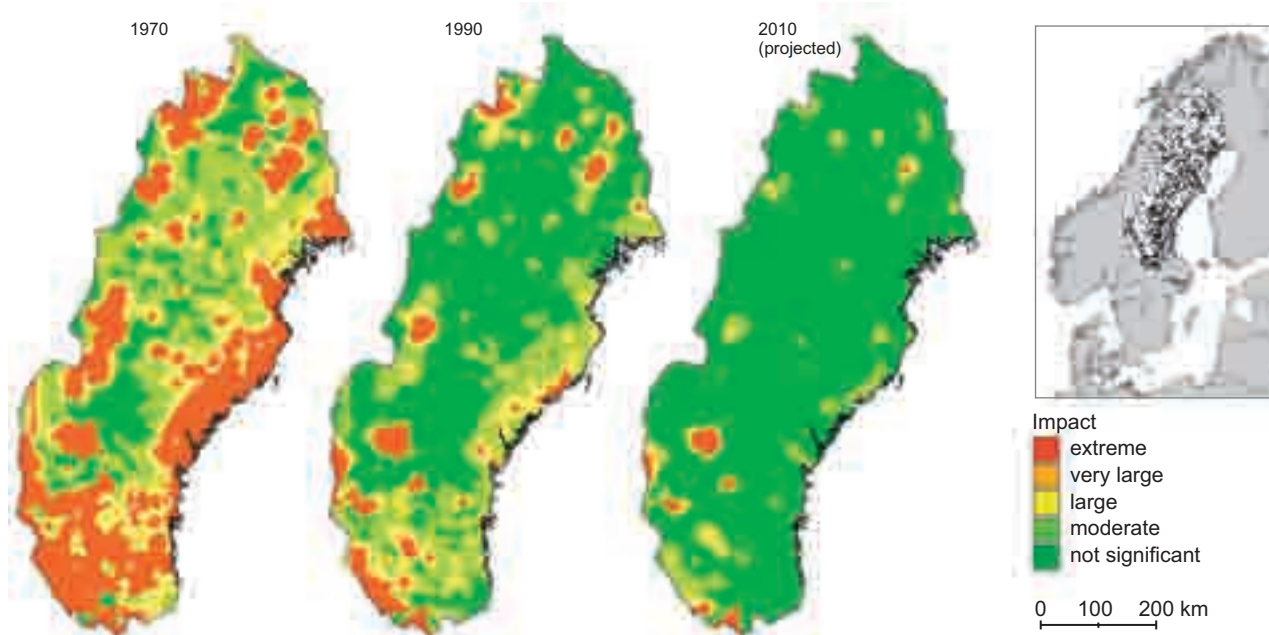 1970
1990
2010
(projected)
Impact
extreme
very large
large
moderate
not significant
0 100 200 km